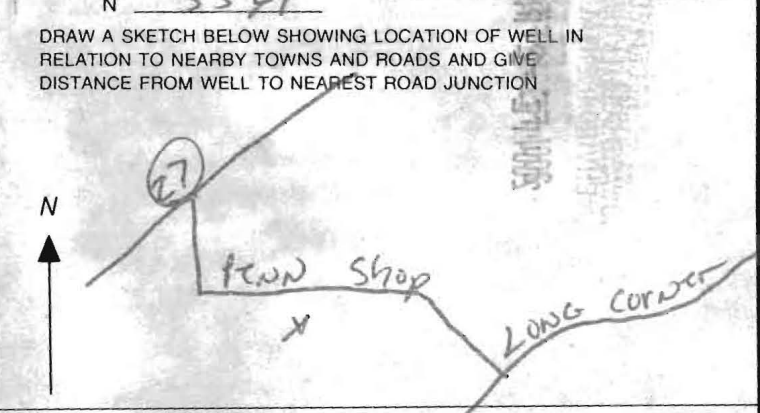 N
DRAW A SKETCH BELOW SHOWING LOCATION OF WELL IN
RELATION TO NEARBY TOWNS AND ROADS AND GIVE
DISTANCE FROM WELL TO NEAREST ROAD JUNCTION
27
N
PENN Shop
X
LONG CORNER